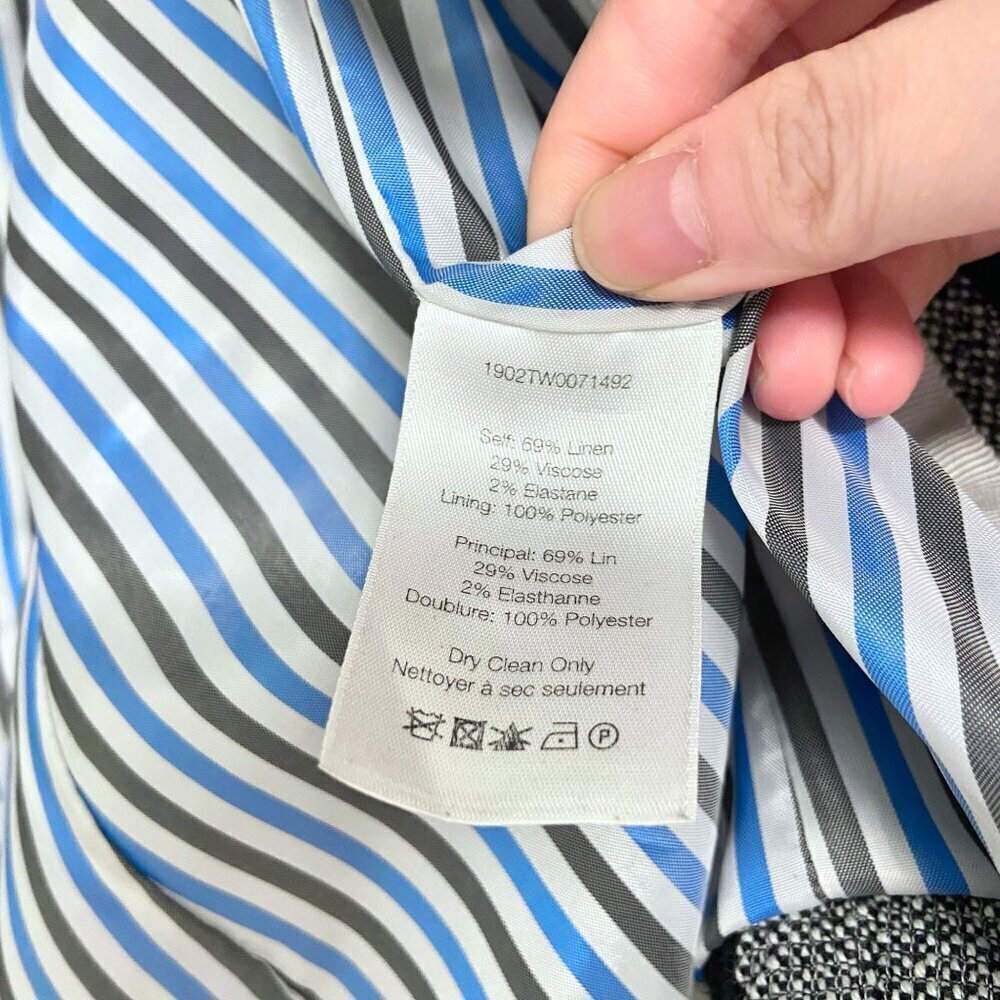 1902TW0071492
Self: 69% Linen
29% Viscose
2% Elastane
Lining: 100% Polyester
Principal: 69% Lin
29% Viscose
2% Elasthanne
Doublure: 100% Polyester
Dry Clean Only
Nettoyer à sec seulement
P